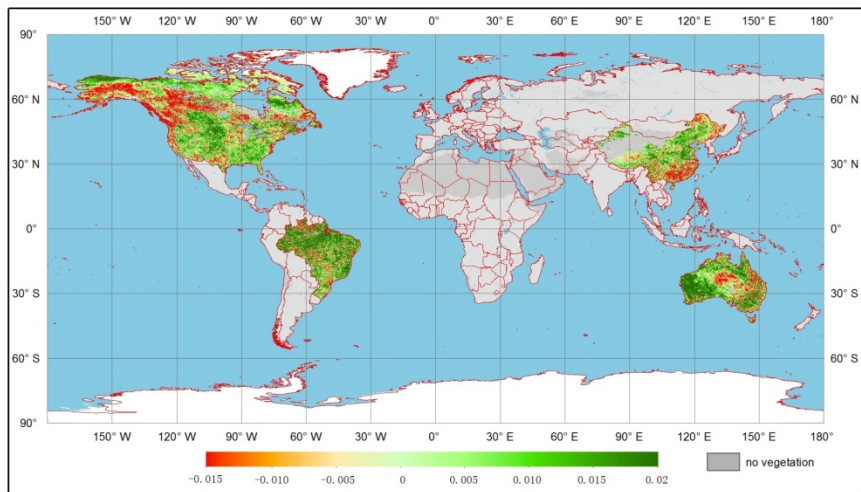 150° W 120° W 90° W 60° W 30° W 0° 30° E 60° E 90° E 120° E 150° E 180°
90° 90°
60° N 60° N
30° N 30° N
0° 0°
30° S 30° S
60° S 60° S
90° 90°
150° W 120° W 90° W 60° W 30° W 0° 30° E 60° E 90° E 120° E 150° E 180°
no vegetation
-0.015 -0.010 -0.005 0 0.005 0.010 0.015 0.02